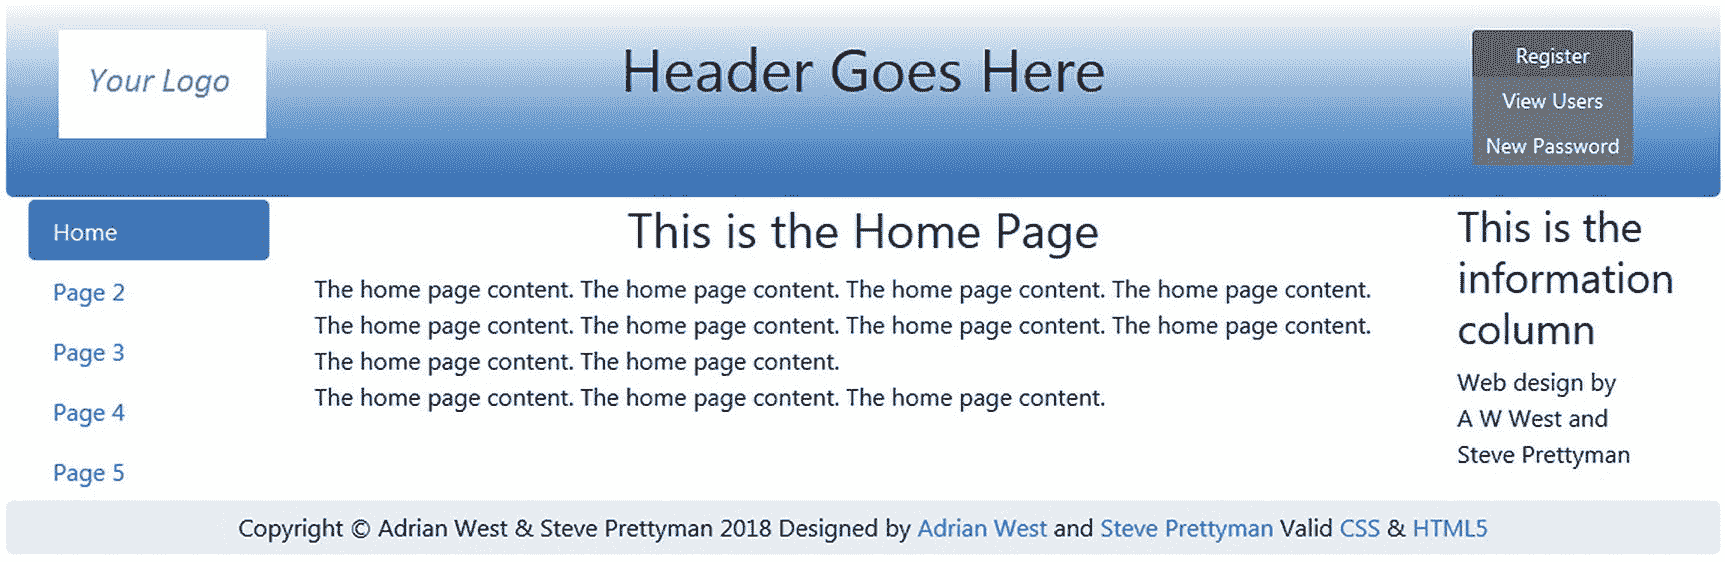 Your Logo
Header Goes Here
Register
View Users
New Password
Home
Page 2
Page 3
Page 4
Page 5
This is the Home Page
The home page content. The home page content. The home page content. The home page content.
The home page content. The home page content. The home page content. The home page content.
The home page content. The home page content.
The home page content. The home page content. The home page content.
This is the
information
column
Web design by
A W West and
Steve Prettyman
Copyright © Adrian West & Steve Prettyman 2018 Designed by Adrian West and Steve Prettyman Valid CSS & HTML5